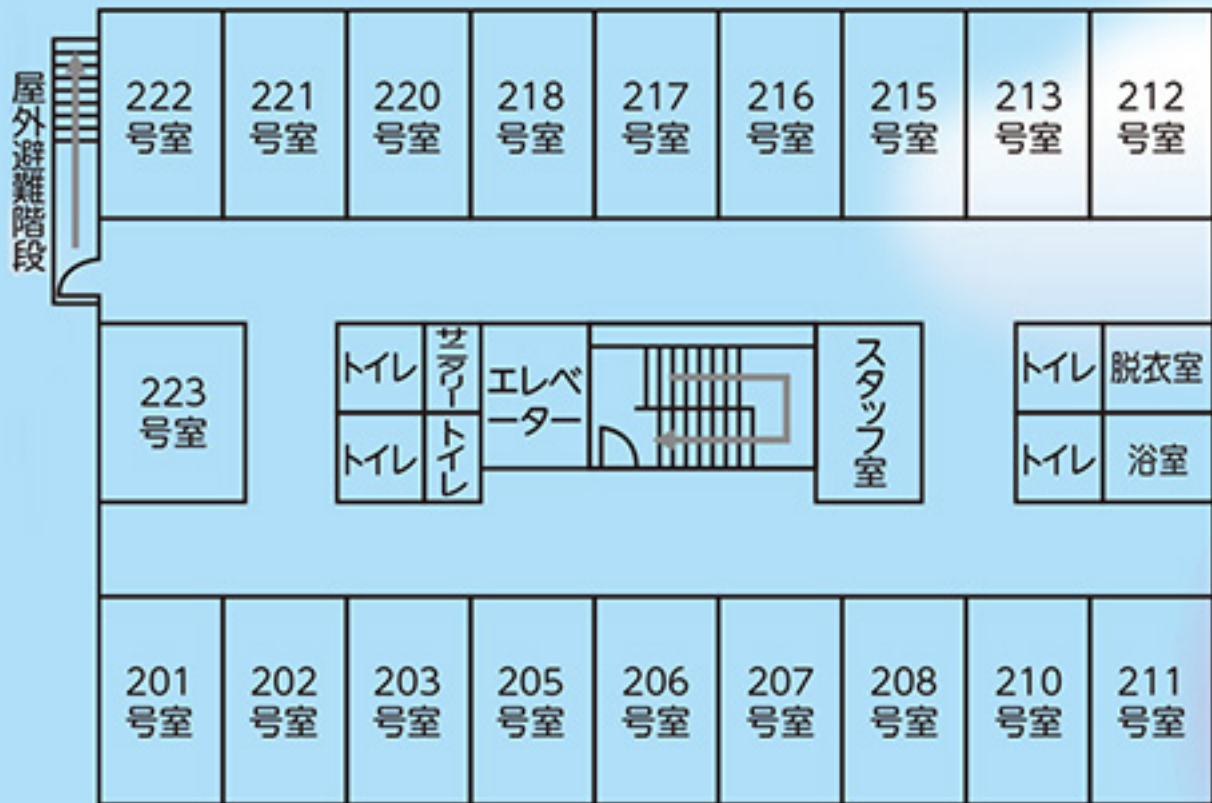 屋外避難階段
222
号室
221
号室
220
号室
218
号室
217
号室
216
号室
215
号室
213
号室
212
号室
223
号室
トイレ
サニタリー
エレベ
ーター
スタッフ室
トイレ
脱衣室
トイレ
トイレ
トイレ
浴室
201
号室
202
号室
203
号室
205
号室
206
号室
207
号室
208
号室
210
号室
211
号室